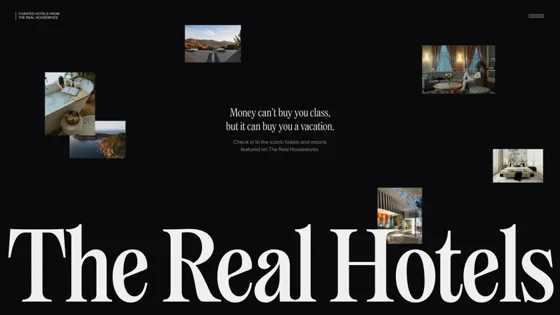 CURATED HOTELS FROM
THE REAL HOUSEWIVES
Money can't buy you class,
but it can buy you a vacation.
Check in to the iconic hotels and resorts
featured on The Real Housewives.
The Real Hotels